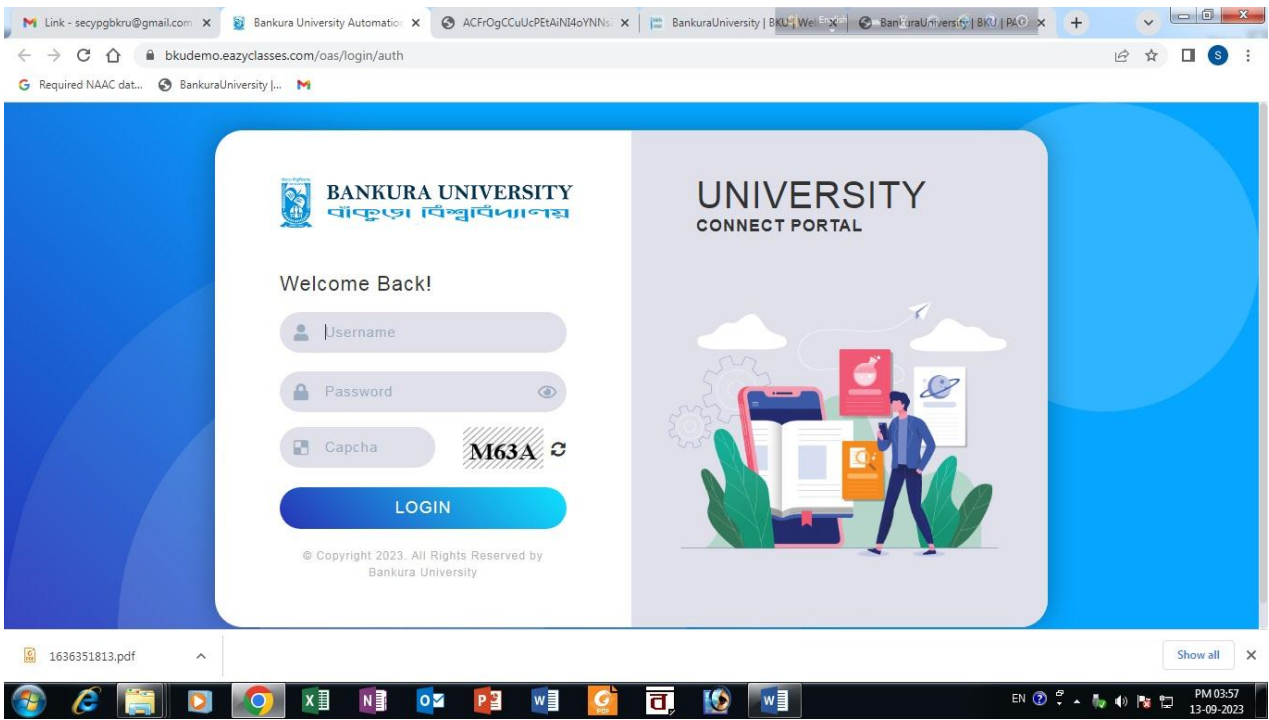 Link - secypgbkru@gmail.com
Bankura University Automation
ACFrOgCCuUcPEtAiNI4oYNNs
BankuraUniversity | BKU | Wel
BankuraUniversity | BKU | PAG
bkudemo.eazyclasses.com/oas/login/auth
S
Required NAAC dat...
BankuraUniversity |...
BANKURA UNIVERSITY
বাঁকুড়া বিশ্ববিদ্যালয়
UNIVERSITY
CONNECT PORTAL
Welcome Back!
Username
Password
Capcha
M63A
LOGIN
© Copyright 2023. All Rights Reserved by
Bankura University
1636351813.pdf
Show all
EN
PM 03:57
13-09-2023